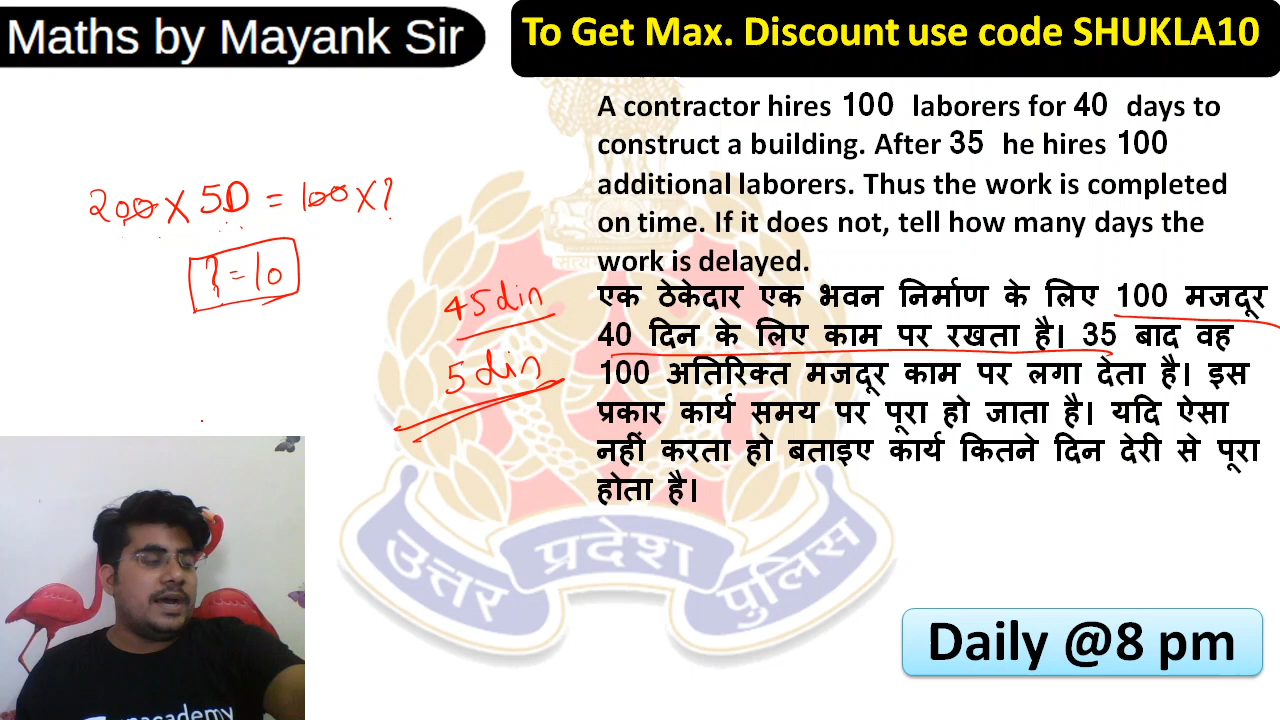 Maths by Mayank Sir
To Get Max. Discount use code SHUKLA10
A contractor hires 100 laborers for 40 days to
construct a building. After 35 he hires 100
additional laborers. Thus the work is completed
on time. If it does not, tell how many days the
work is delayed.
एक ठेकेदार एक भवन निर्माण के लिए 100 मजदूर
40 दिन के लिए काम पर रखता है। 35 बाद वह
100 अतिरिक्त मजदूर काम पर लगा देता है। इस
प्रकार कार्य समय पर पूरा हो जाता है। यदि ऐसा
नहीं करता हो बताइए कार्य कितने दिन देरी से पूरा
होता है।
200 × 5D = 100 × ?
? = 10
45 din
5 din
उत्तर प्रदेश पुलिस
Daily @8 pm